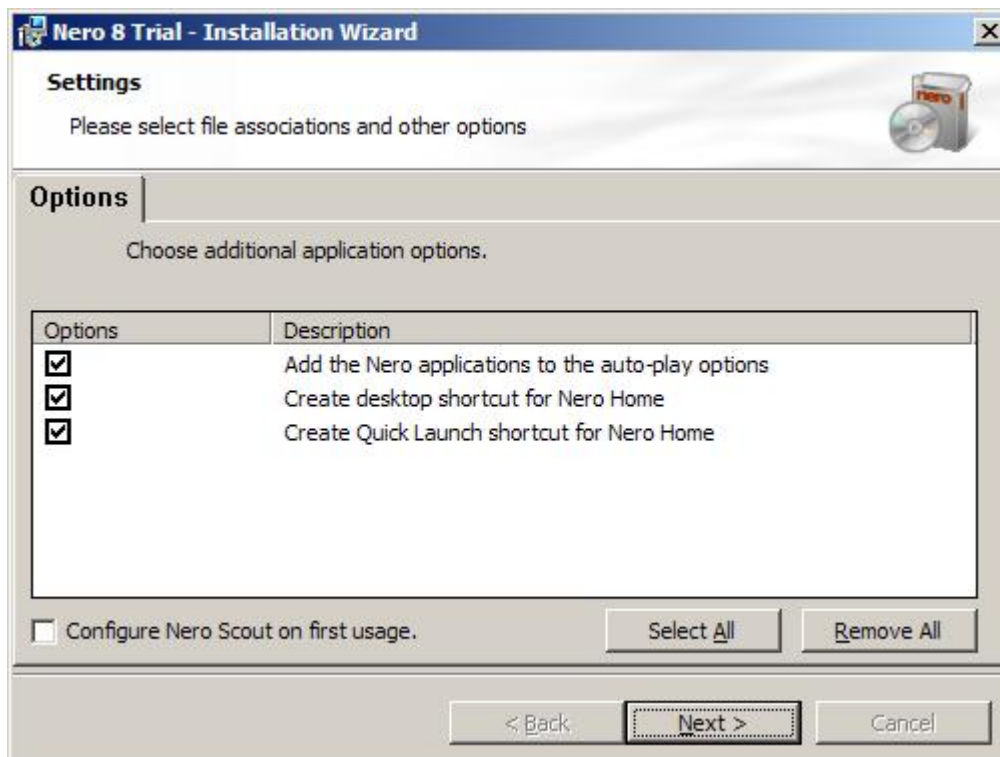 Nero 8 Trial - Installation Wizard
Settings
Please select file associations and other options
nero
Options
Choose additional application options.
Options Description
Add the Nero applications to the auto-play options
Create desktop shortcut for Nero Home
Create Quick Launch shortcut for Nero Home
Configure Nero Scout on first usage.
Select All Remove All
< Back Next > Cancel